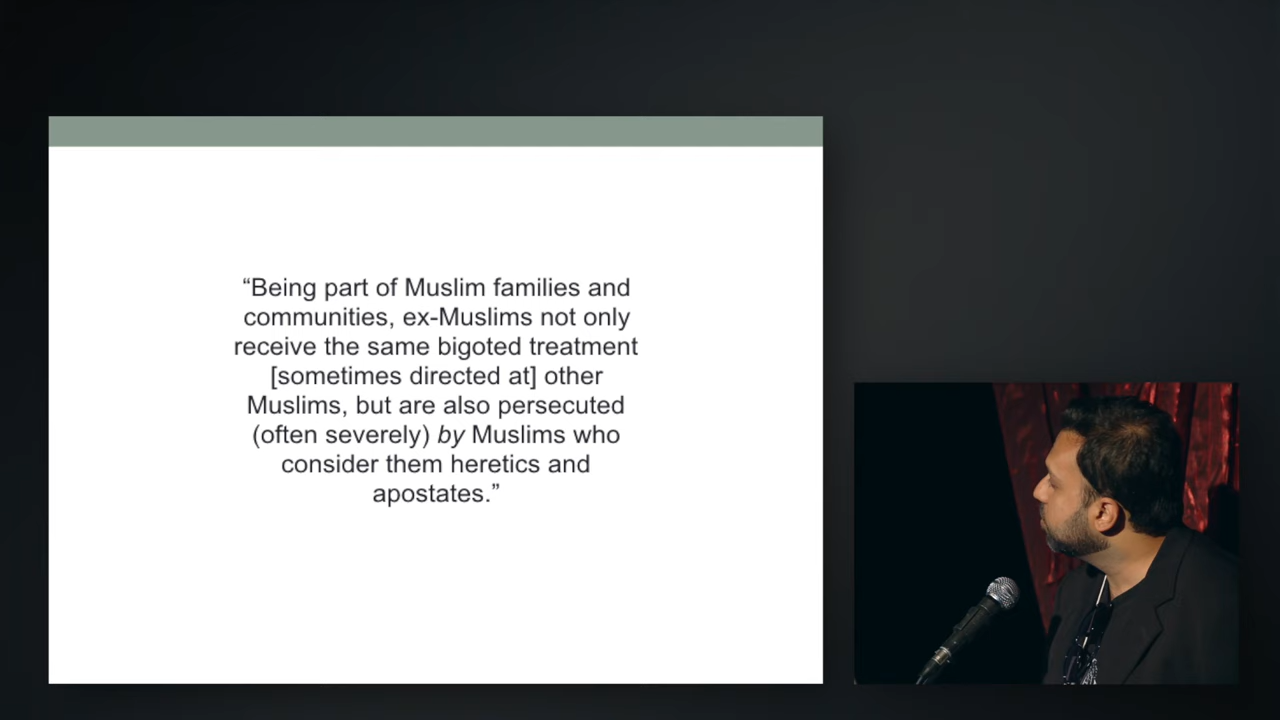 “Being part of Muslim families and
communities, ex-Muslims not only
receive the same bigoted treatment
[sometimes directed at] other
Muslims, but are also persecuted
(often severely) by Muslims who
consider them heretics and
apostates.”